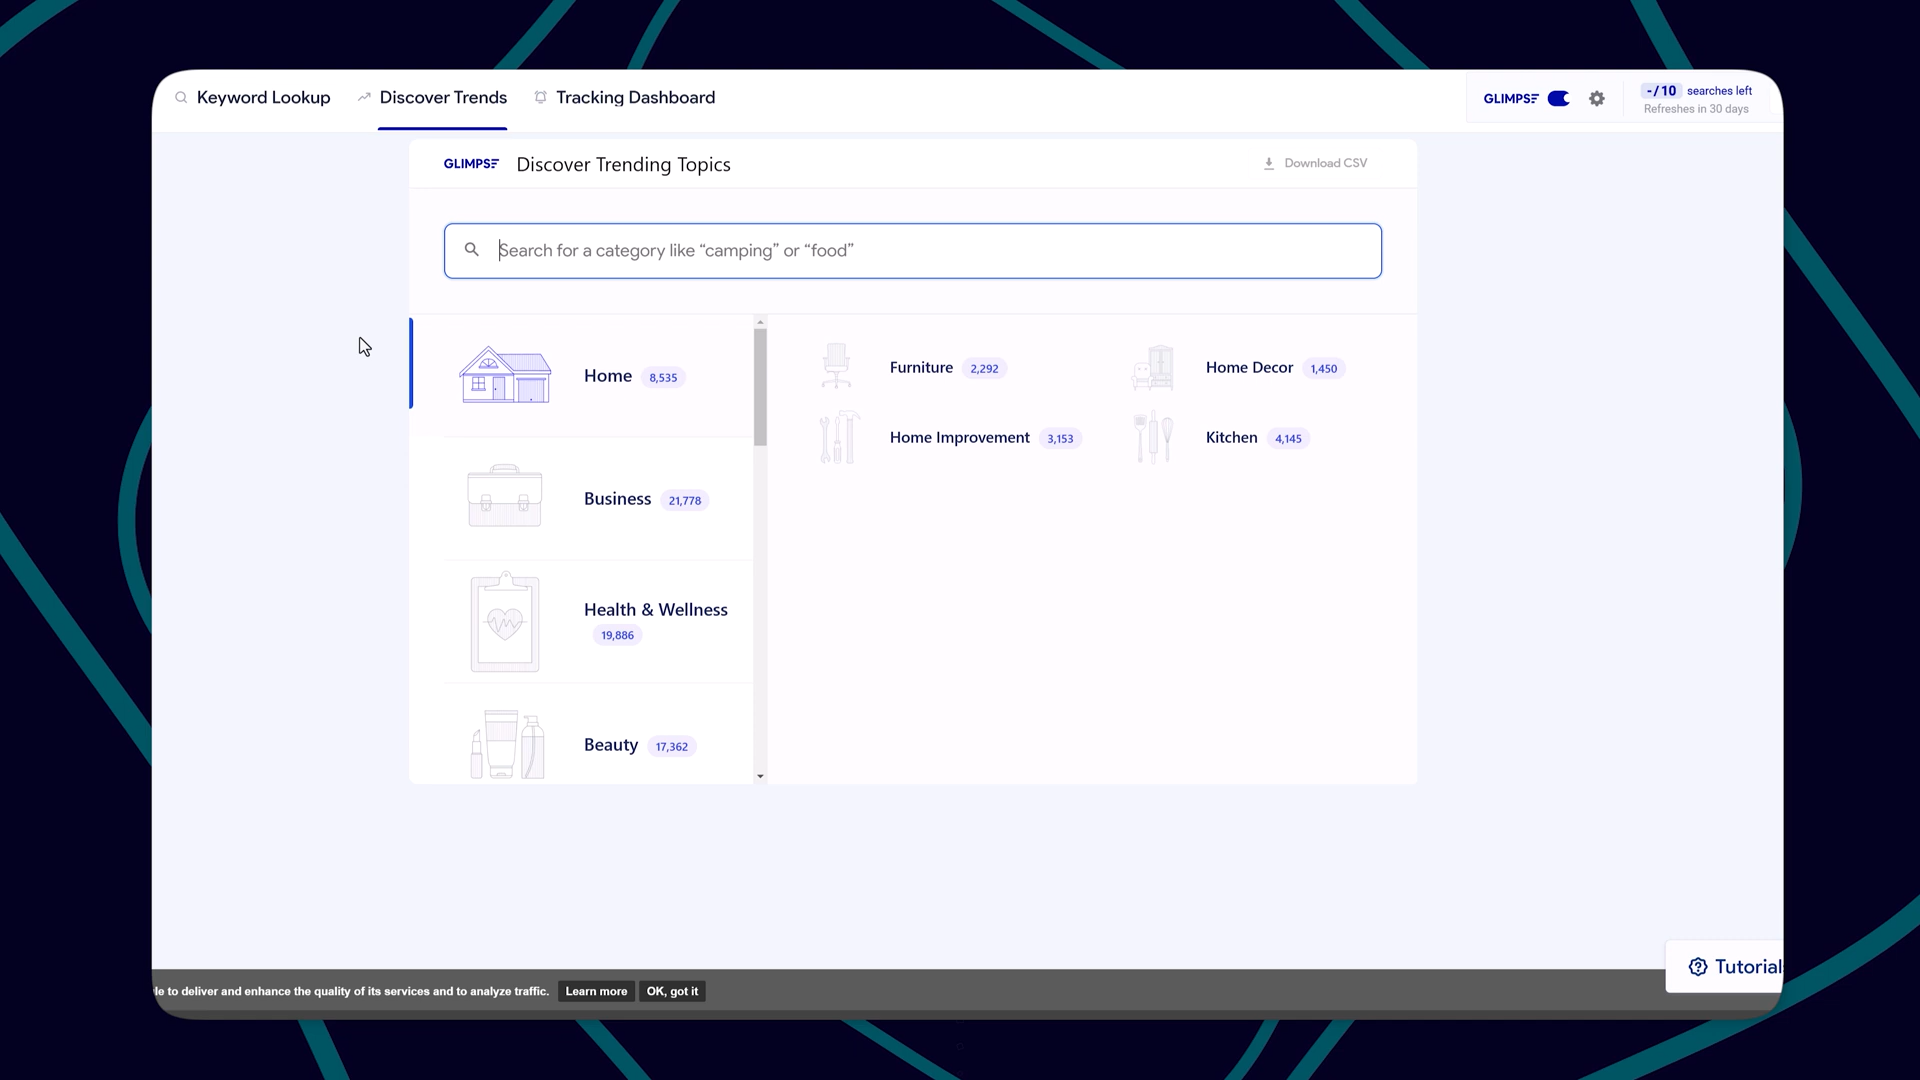 Keyword Lookup
Discover Trends
Tracking Dashboard
GLIMPSE
-/10 searches left
Refreshes in 30 days
GLIMPSE Discover Trending Topics
Download CSV
Search for a category like “camping” or “food”
Home 8,535
Business 21,778
Health & Wellness
19,886
Beauty 17,362
Furniture 2,292
Home Decor 1,450
Home Improvement 3,153
Kitchen 4,145
Tutorial
le to deliver and enhance the quality of its services and to analyze traffic. Learn more OK, got it